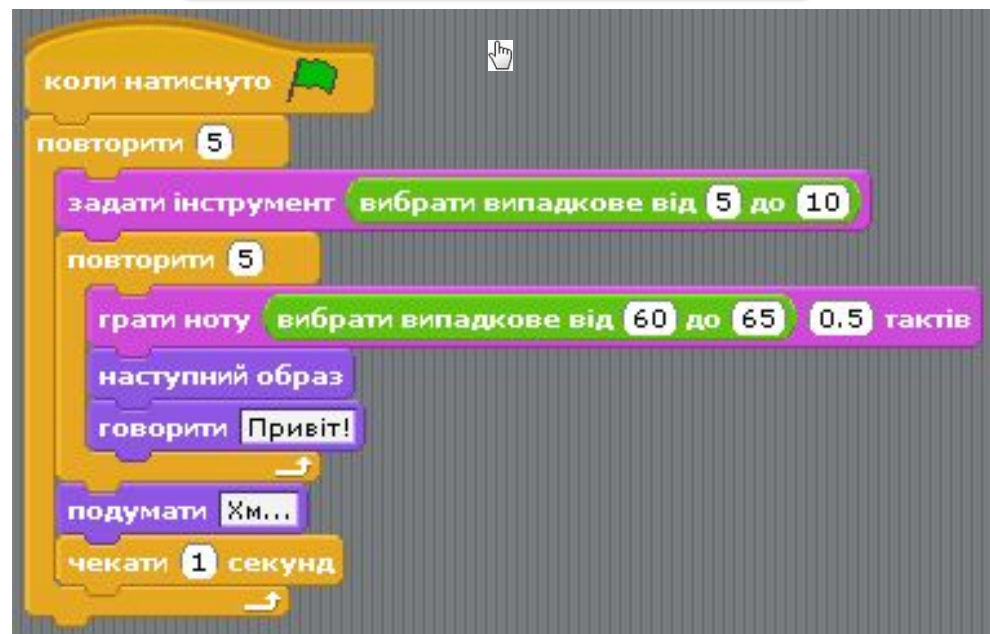 коли натиснуто
повторити 5
задати інструмент вибрати випадкове від 5 до 10
повторити 5
грати ноту вибрати випадкове від 60 до 65 0.5 тактів
наступний образ
говорити Привіт!
подумати Хм...
чекати 1 секунд